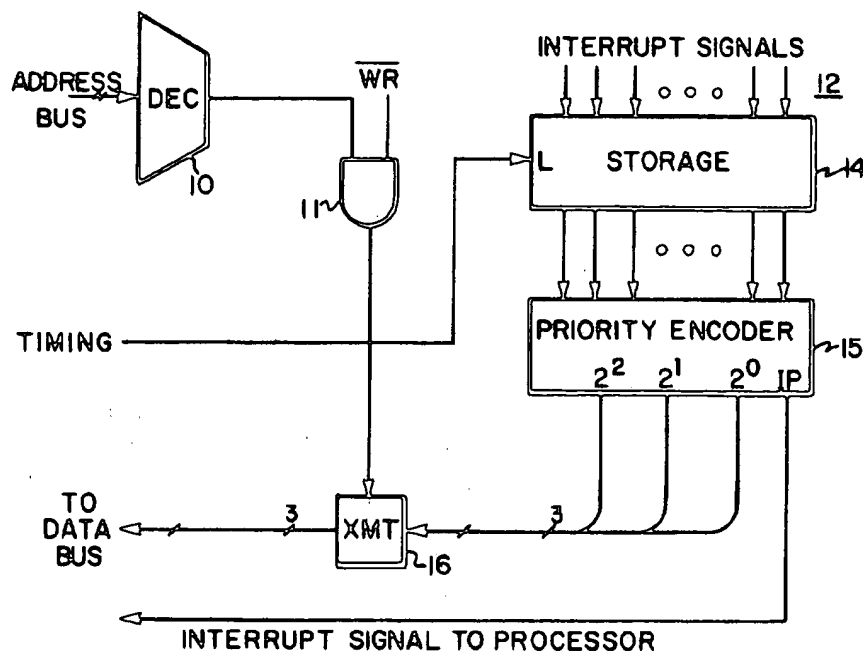 INTERRUPT SIGNALS
ADDRESS
BUS
DEC
10
W̅R̅
11
12
L STORAGE
14
TIMING
PRIORITY ENCODER
15
2² 2¹ 2⁰ IP
TO
DATA
BUS
3
XMT
16
3
INTERRUPT SIGNAL TO PROCESSOR